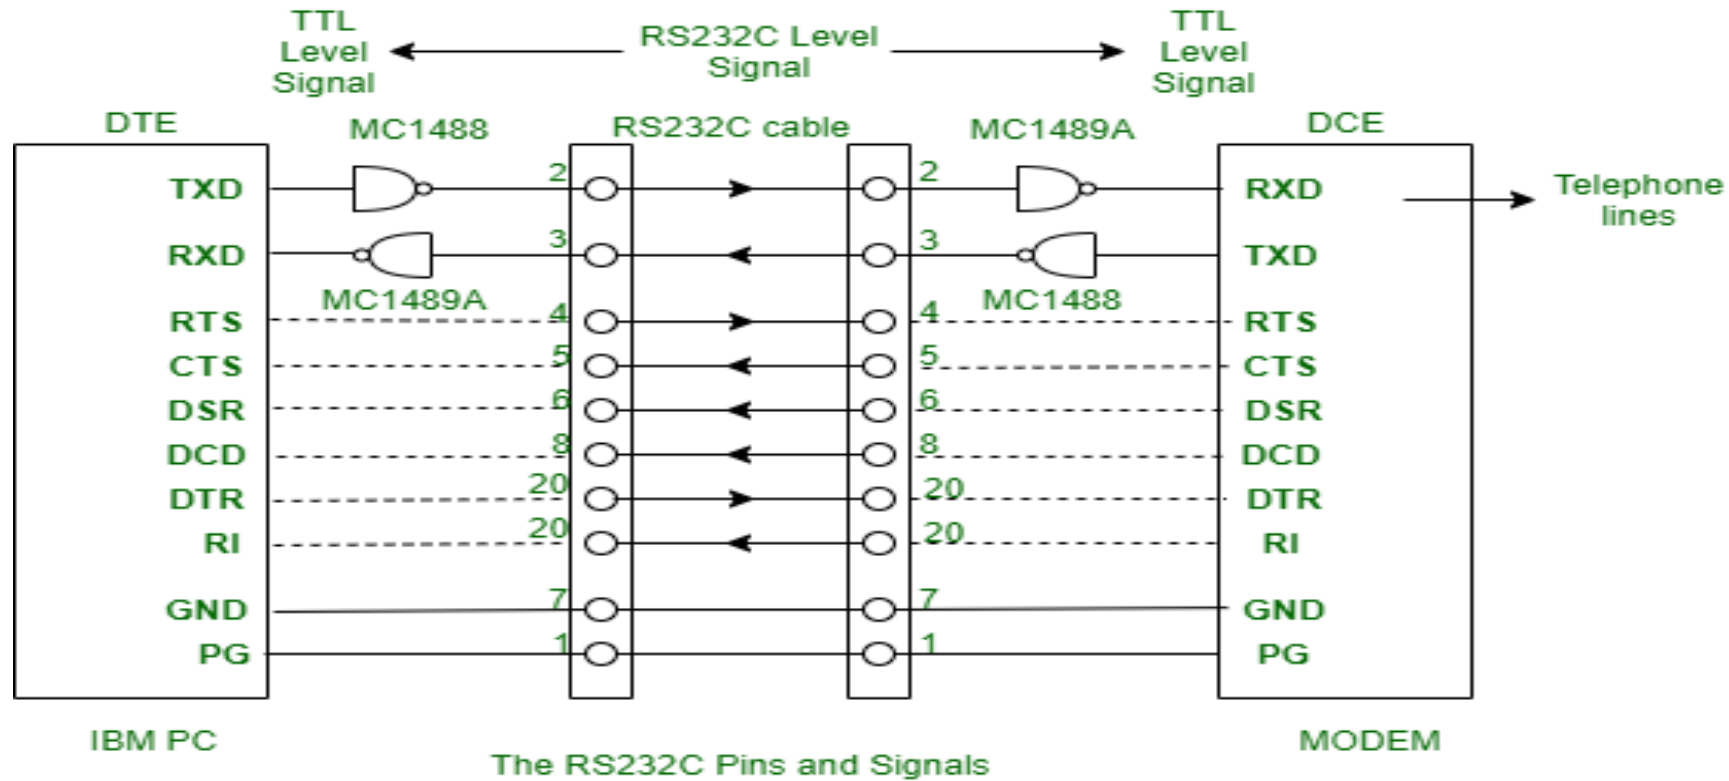 TTL
Level
Signal
RS232C Level
Signal
TTL
Level
Signal
DTE
MC1488
RS232C cable
MC1489A
DCE
TXD
2
2
RXD
Telephone
lines
RXD
3
3
TXD
MC1489A
MC1488
RTS
4
4
RTS
CTS
5
5
CTS
DSR
6
6
DSR
DCD
8
8
DCD
DTR
20
20
DTR
RI
20
20
RI
GND
7
7
GND
PG
1
1
PG
IBM PC
MODEM
The RS232C Pins and Signals